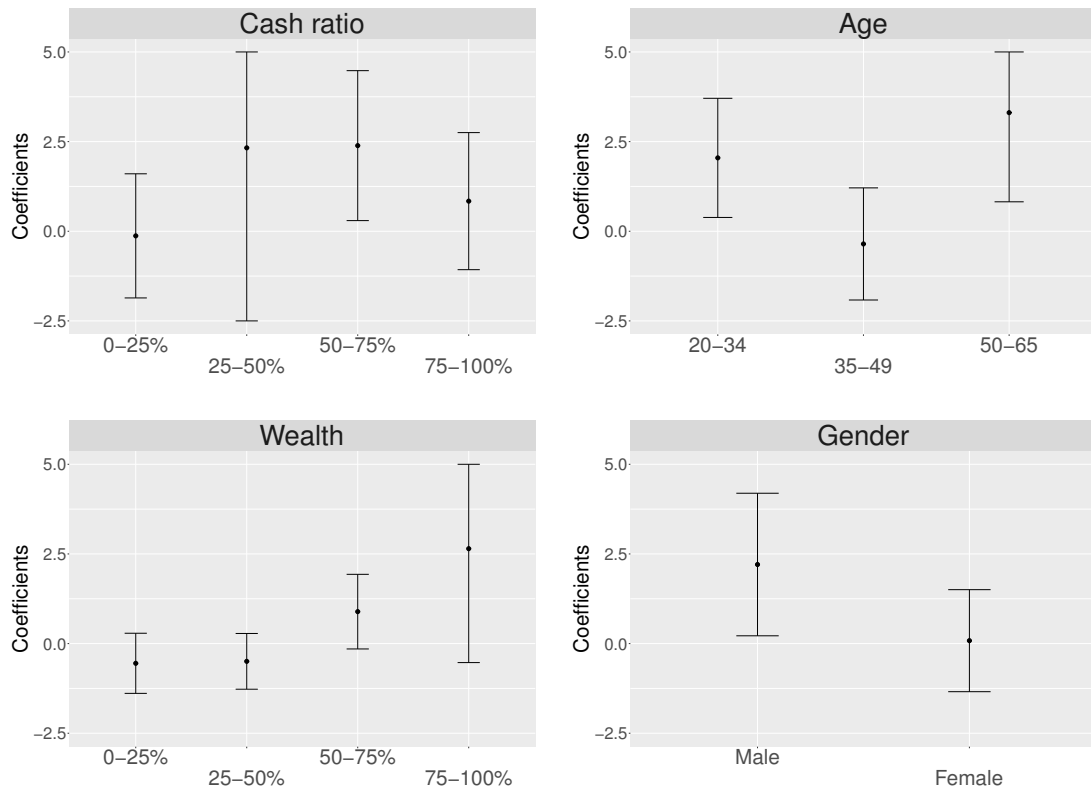 Cash ratio
Coefficients
5.0
2.5
0.0
−2.5
0−25%
25−50%
50−75%
75−100%
Age
Coefficients
5.0
2.5
0.0
−2.5
20−34
35−49
50−65
Wealth
Coefficients
5.0
2.5
0.0
−2.5
0−25%
25−50%
50−75%
75−100%
Gender
Coefficients
5.0
2.5
0.0
−2.5
Male
Female